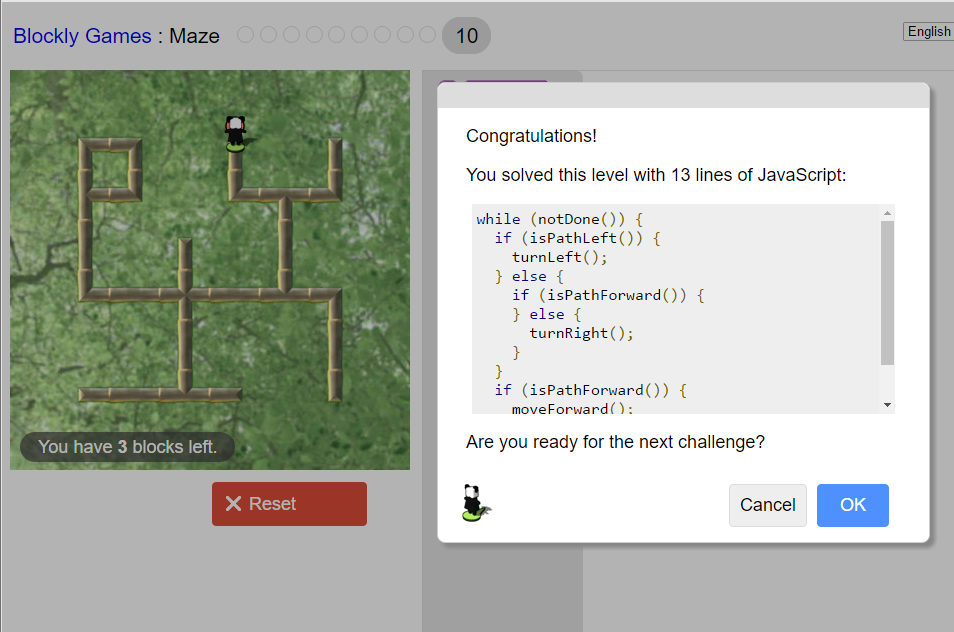 Blockly Games : Maze 10
English
Congratulations!
You solved this level with 13 lines of JavaScript:
while (notDone()) {
  if (isPathLeft()) {
    turnLeft();
  } else {
    if (isPathForward()) {
    } else {
      turnRight();
    }
  }
  if (isPathForward()) {
    moveForward();
Are you ready for the next challenge?
Cancel
OK
You have 3 blocks left.
Reset